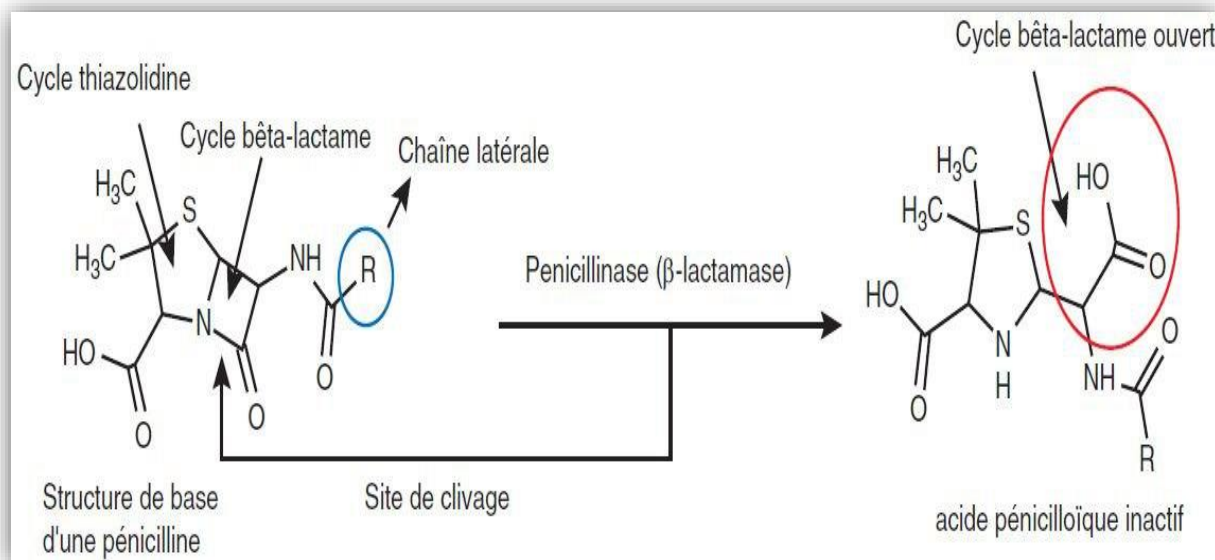 Cycle bêta-lactame ouvert
Cycle thiazolidine
Cycle bêta-lactame
Chaîne latérale
H₃C
H₃C
S
NH
R
N
HO
O
O
O
Penicillinase (β-lactamase)
Site de clivage
H₃C
H₃C
S
HO
O
HO
O
N
H
NH
O
R
Structure de base
d'une pénicilline
acide pénicilloïque inactif